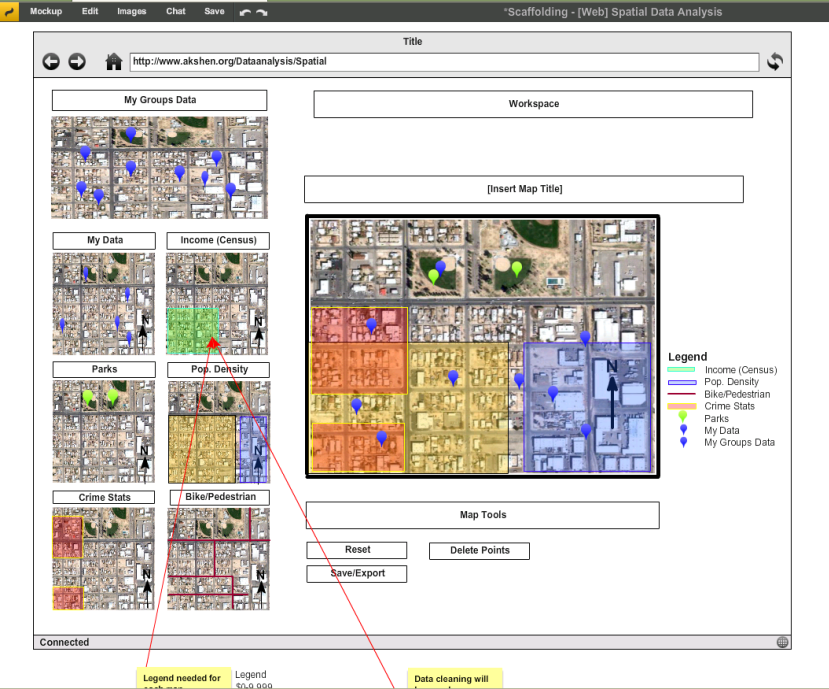 Mockup Edit Images Chat Save *Scaffolding - [Web] Spatial Data Analysis
Title
http://www.akshen.org/Dataanalysis/Spatial
My Groups Data
Workspace
[Insert Map Title]
My Data
Income (Census)
N
N
Parks
Pop. Density
N
N
Crime Stats
Bike/Pedestrian
N
N
N
Legend
Income (Census)
Pop. Density
Bike/Pedestrian
Crime Stats
Parks
My Data
My Groups Data
Map Tools
Reset
Delete Points
Save/Export
Connected
Legend needed for
Legend
$0-9,999
Data cleaning will